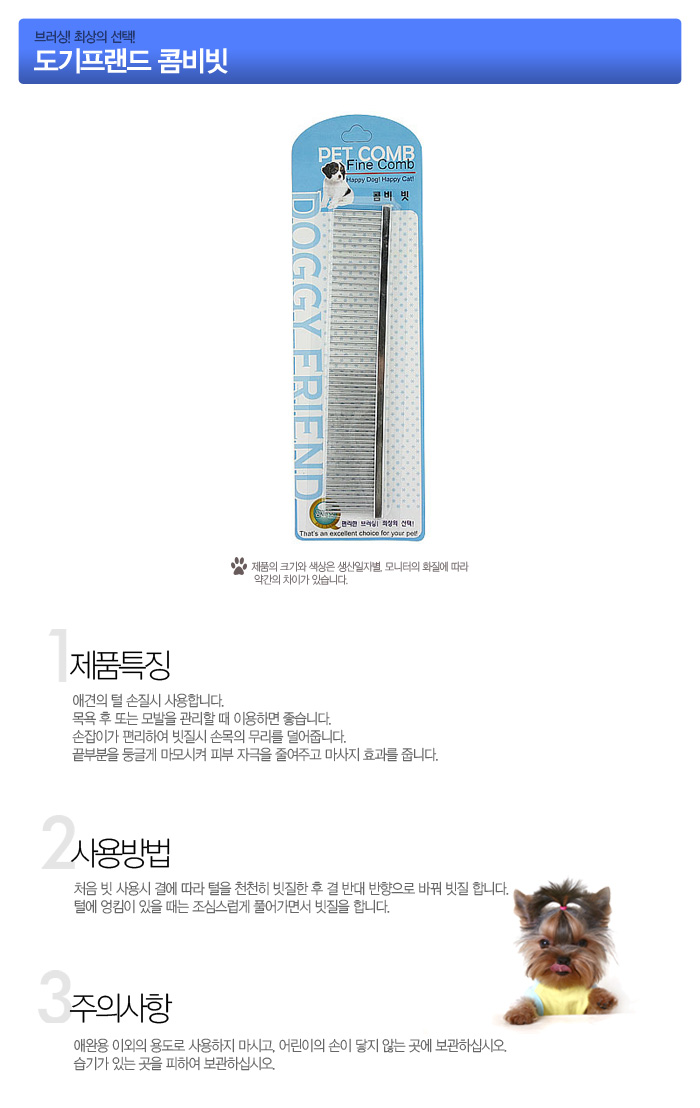 브러싱! 최상의 선택!
도기프랜드 콤비빗
PET COMB
Fine Comb
Happy Dog! Happy Cat!
콤비 빗
DOGGY FRIEND
편리한 브러싱! 최상의 선택!
That's an excellent choice for your pet!
제품의 크기와 색상은 생산일자별, 모니터의 화질에 따라
약간의 차이가 있습니다.
1 제품특징
애견의 털 손질시 사용합니다.
목욕 후 또는 모발을 관리할 때 이용하면 좋습니다.
손잡이가 편리하여 빗질시 손목의 무리를 덜어줍니다.
끝부분을 둥글게 마모시켜 피부 자극을 줄여주고 마사지 효과를 줍니다.
2 사용방법
처음 빗 사용시 결에 따라 털을 천천히 빗질한 후 결 반대 반향으로 바꿔 빗질 합니다.
털에 엉킴이 있을 때는 조심스럽게 풀어가면서 빗질을 합니다.
3 주의사항
애완용 이외의 용도로 사용하지 마시고, 어린이의 손이 닿지 않는 곳에 보관하십시오.
습기가 있는 곳을 피하여 보관하십시오.